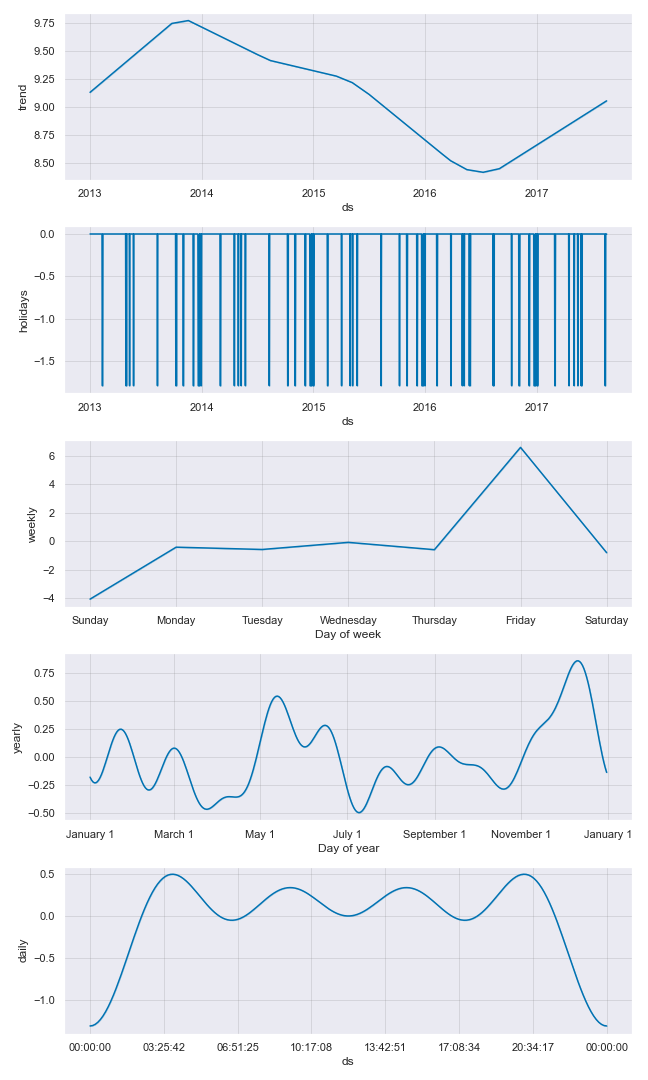 9.75
9.50
9.25
9.00
8.75
8.50
trend
2013 2014 2015 2016 2017
ds
0.0
−0.5
−1.0
−1.5
holidays
2013 2014 2015 2016 2017
ds
6
4
2
0
−2
−4
weekly
Sunday Monday Tuesday Wednesday Thursday Friday Saturday
Day of week
0.75
0.50
0.25
0.00
−0.25
−0.50
yearly
January 1 March 1 May 1 July 1 September 1 November 1 January 1
Day of year
0.5
0.0
−0.5
−1.0
daily
00:00:00 03:25:42 06:51:25 10:17:08 13:42:51 17:08:34 20:34:17 00:00:00
ds